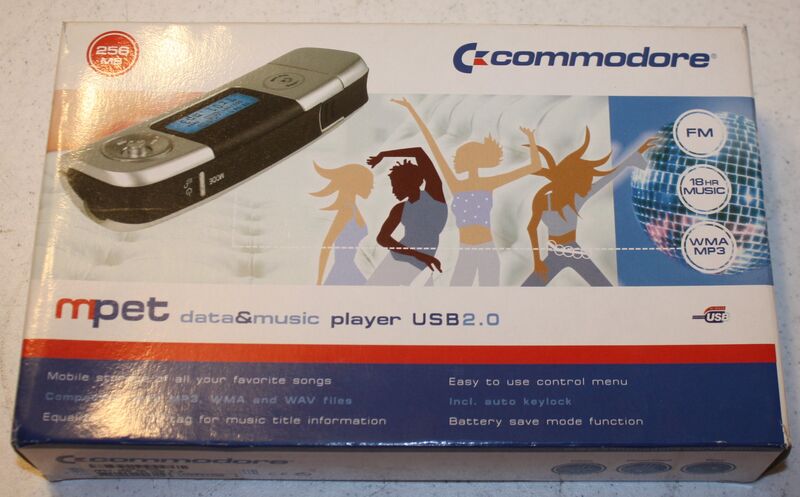 256
MB
commodore
FM
18HR
MUSIC
WMA
MP3
MODE
mpet data&music player USB2.0
USB
Mobile storage of all your favorite songs
MP3, WMA and WAV files
tag for music title information
Easy to use control menu
Incl. auto keylock
Battery save mode function
commodore